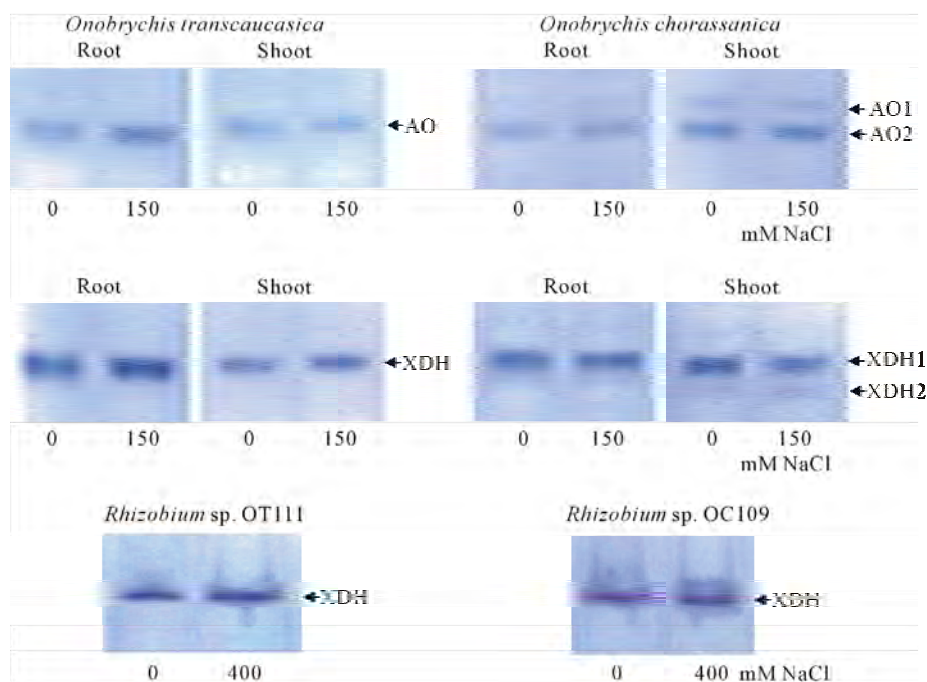 Onobrychis transcaucasica Onobrychis chorassanica
Root Shoot Root Shoot
AO AO1
AO2
0 150 0 150 0 150 0 150
mM NaCl
Root Shoot Root Shoot
XDH XDH1
XDH2
0 150 0 150 0 150 0 150
mM NaCl
Rhizobium sp. OT111 Rhizobium sp. OC109
XDH XDH
0 400 0 400 mM NaCl